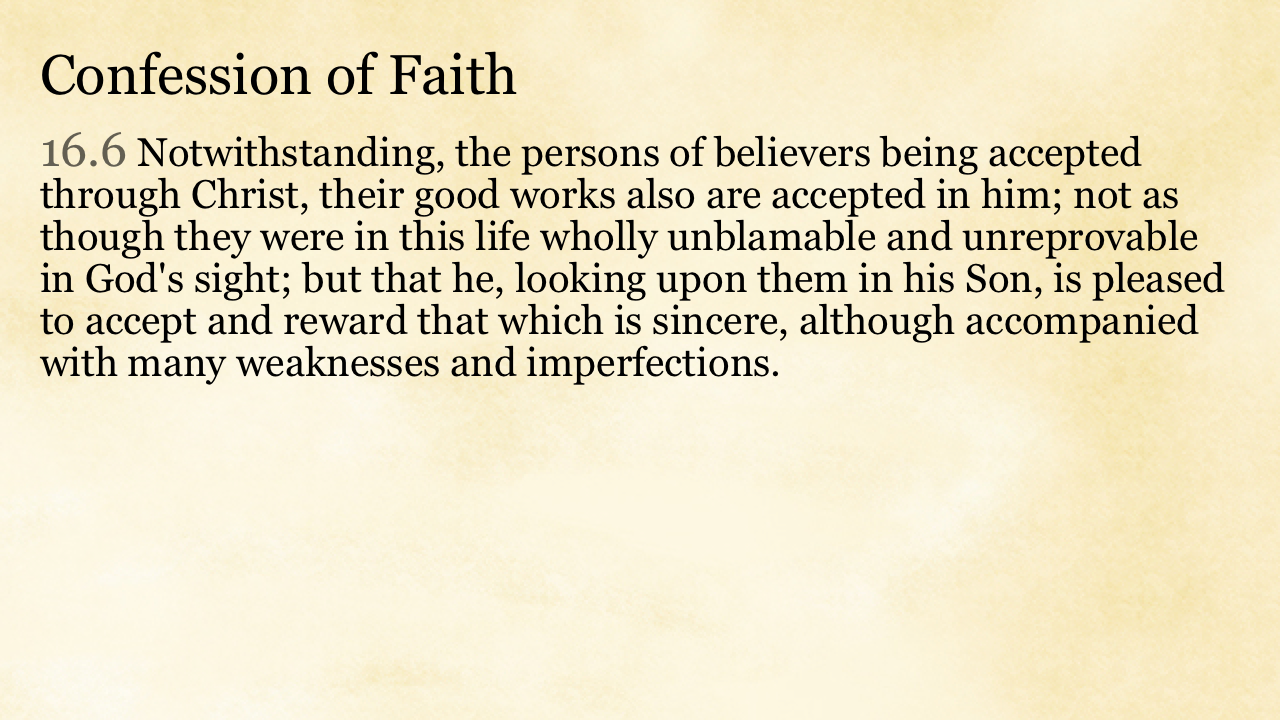 Confession of Faith
16.6 Notwithstanding, the persons of believers being accepted
through Christ, their good works also are accepted in him; not as
though they were in this life wholly unblamable and unreprovable
in God's sight; but that he, looking upon them in his Son, is pleased
to accept and reward that which is sincere, although accompanied
with many weaknesses and imperfections.